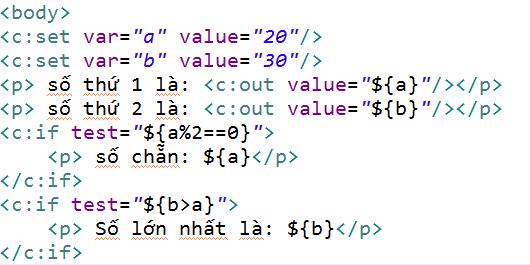 <body>
<c:set var="a" value="20"/>
<c:set var="b" value="30"/>
<p> số thứ 1 là: <c:out value="${a}"/></p>
<p> số thứ 2 là: <c:out value="${b}"/></p>
<c:if test="${a%2==0}">
    <p> số chẵn: ${a}</p>
</c:if>
<c:if test="${b>a}">
    <p> Số lớn nhất là: ${b}</p>
</c:if>